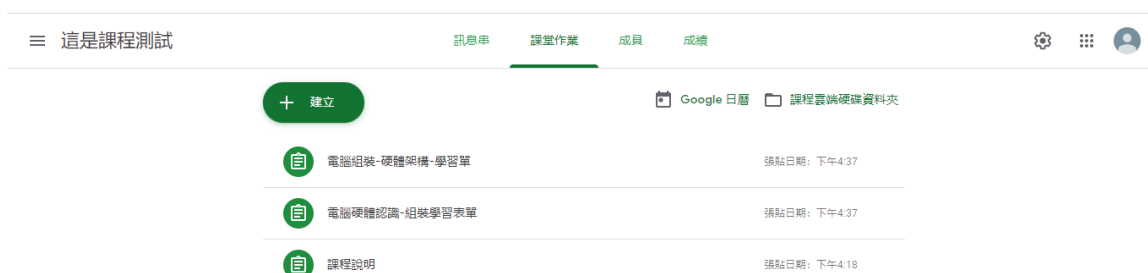 這是課程測試 訊息串 課堂作業 成員 成績
建立 Google 日曆 課程雲端硬碟資料夾
電腦組裝-硬體架構-學習單 張貼日期：下午4:37
電腦硬體認識-組裝學習表單 張貼日期：下午4:37
課程說明 張貼日期：下午4:18